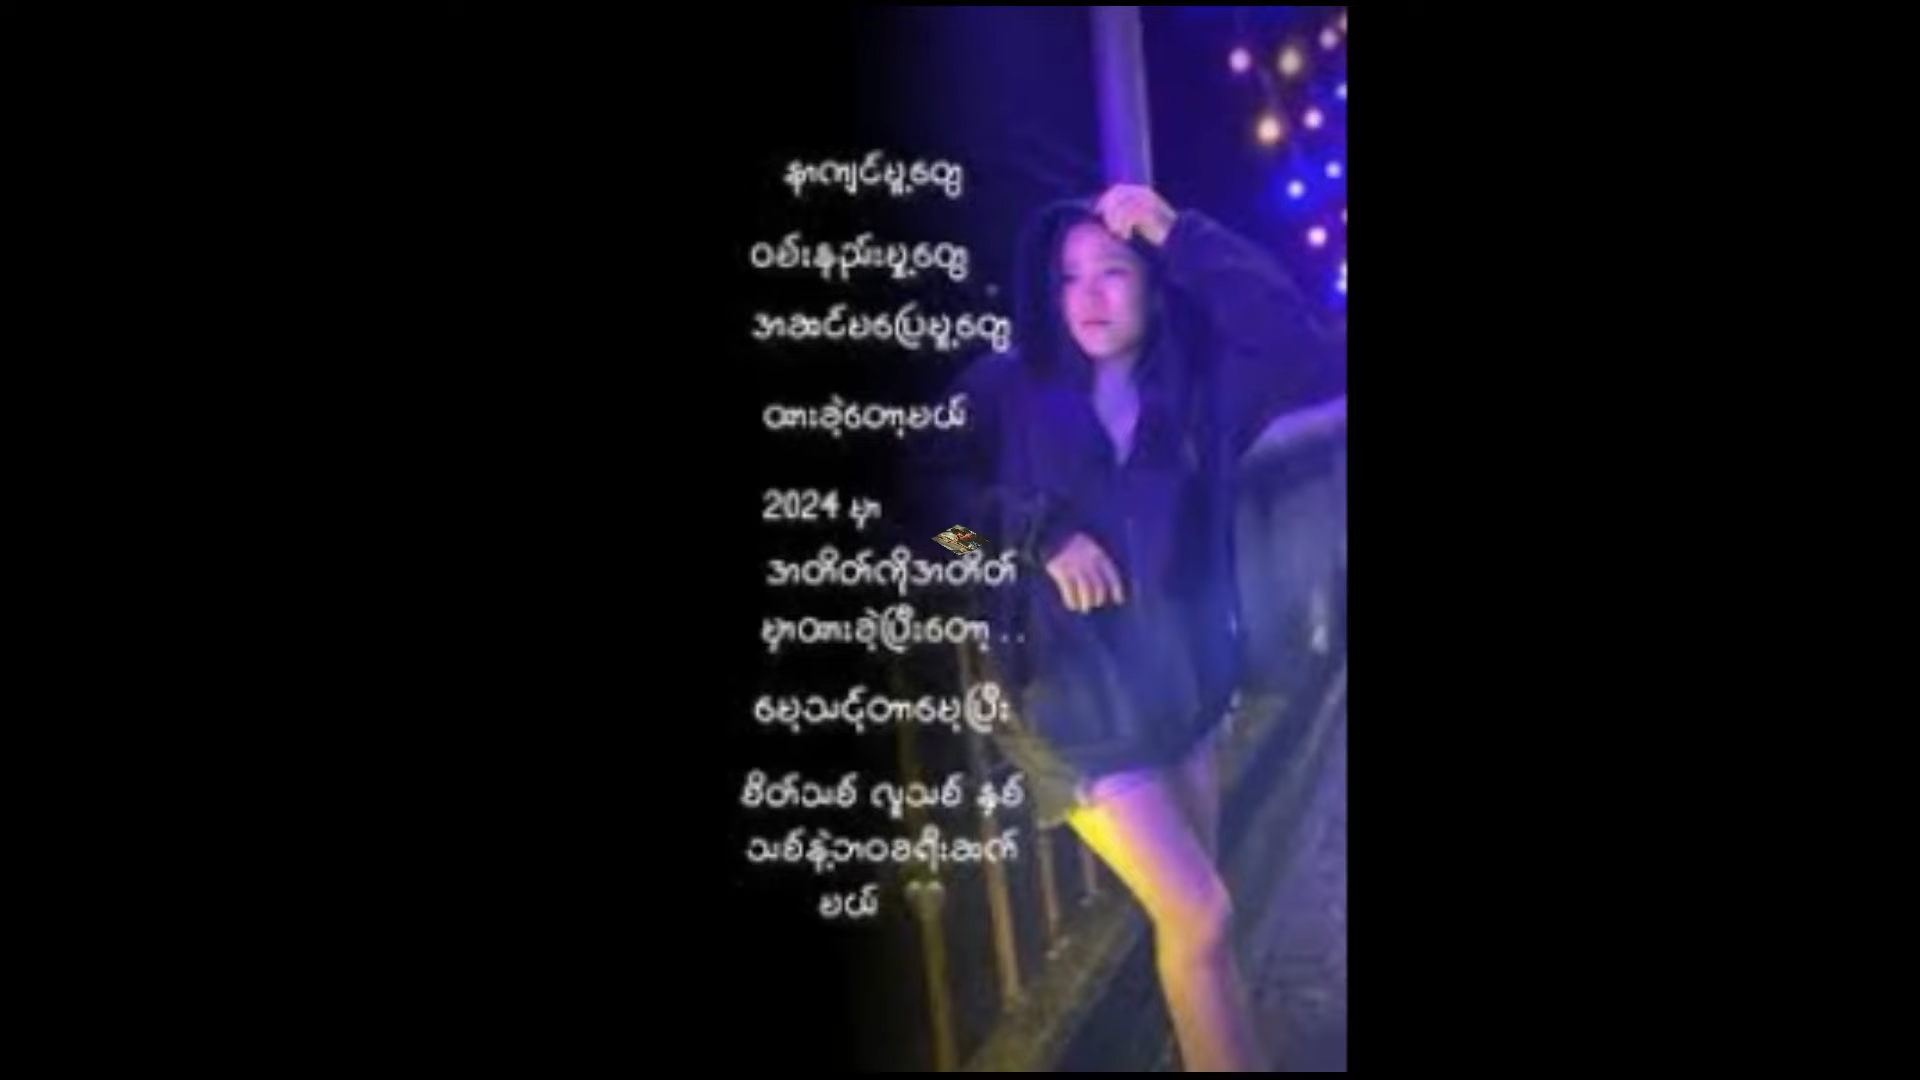 နာကျင်မှု့တွေ
ဝမ်းနည်းမှု့တွေ
အဆင်မပြေမှု့တွေ
ထားခဲ့တော့မယ်
2024 မှာ
အတိတ်ကိုအတိတ်
မှာထားခဲ့ပြီးတော့ . .
မေ့သင့်တာမေ့ပြီး
စိတ်သစ် လူသစ် နှစ်
သစ်နဲ့ဘဝခရီးဆက်
မယ် ^^